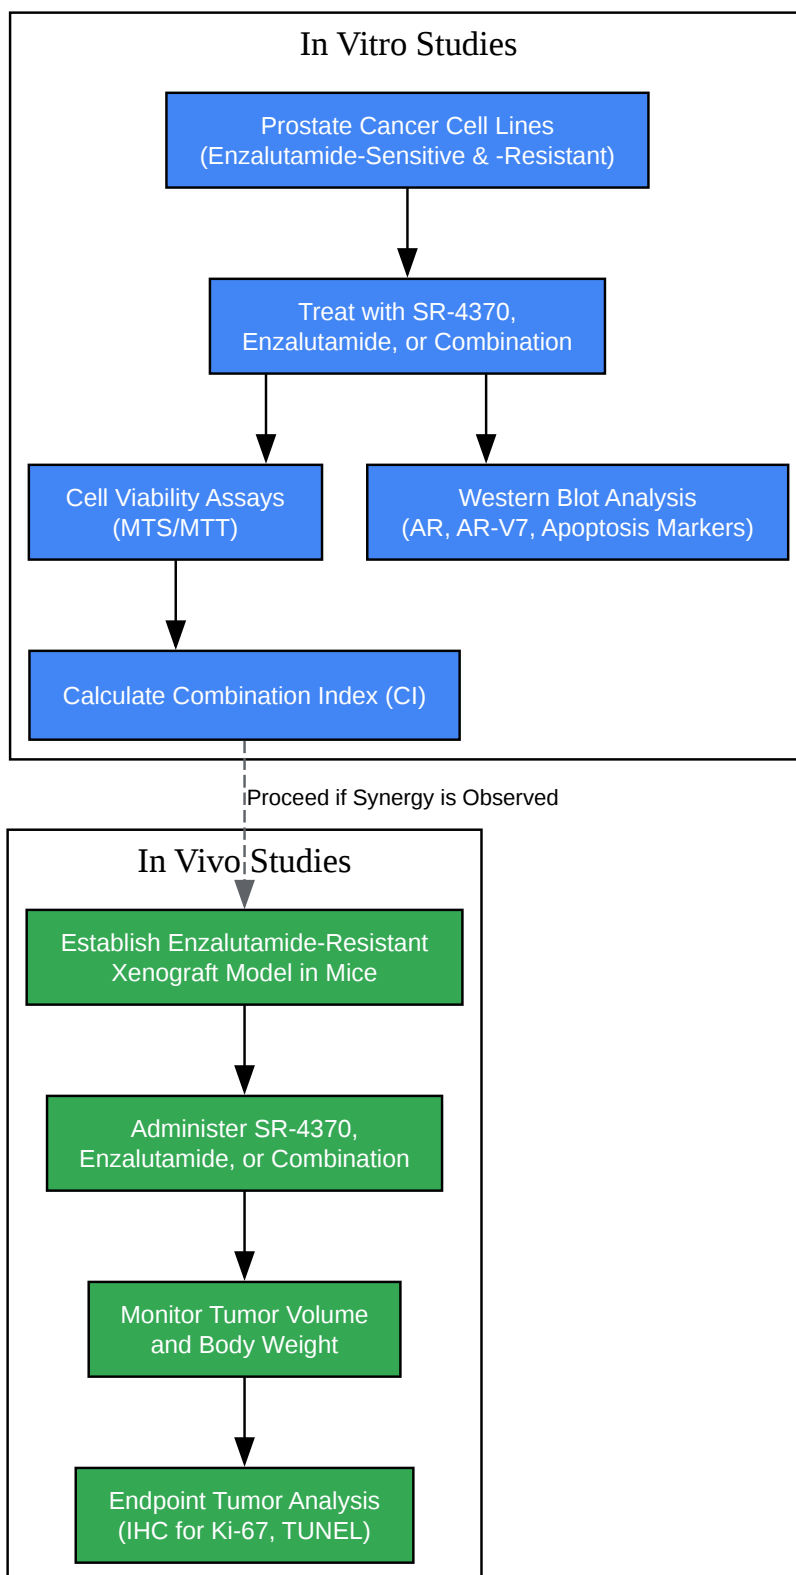 In Vitro Studies
Prostate Cancer Cell Lines
(Enzalutamide-Sensitive & -Resistant)
Treat with SR-4370,
Enzalutamide, or Combination
Cell Viability Assays
(MTS/MTT)
Western Blot Analysis
(AR, AR-V7, Apoptosis Markers)
Calculate Combination Index (CI)
Proceed if Synergy is Observed
In Vivo Studies
Establish Enzalutamide-Resistant
Xenograft Model in Mice
Administer SR-4370,
Enzalutamide, or Combination
Monitor Tumor Volume
and Body Weight
Endpoint Tumor Analysis
(IHC for Ki-67, TUNEL)